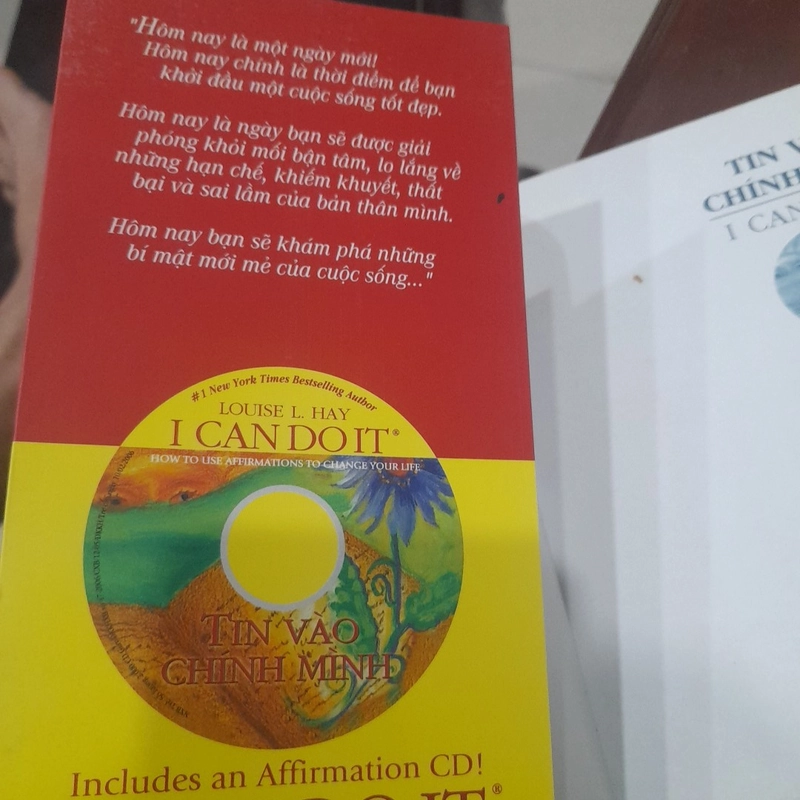 "Hôm nay là một ngày mới!
Hôm nay chính là thời điểm để bạn
khởi đầu một cuộc sống tốt đẹp.
Hôm nay là ngày bạn sẽ được giải
phóng khỏi mối bận tâm, lo lắng về
những hạn chế, khiếm khuyết, thất
bại và sai lầm của bản thân mình.
Hôm nay bạn sẽ khám phá những
bí mật mới mẻ của cuộc sống..."
#1 New York Times Bestselling Author
LOUISE L. HAY
I CAN DO IT®
HOW TO USE AFFIRMATIONS TO CHANGE YOUR LIFE
TIN VÀO
CHÍNH MÌNH
Includes an Affirmation CD!
DO IT®
TIN
CHÍNH
I CAN